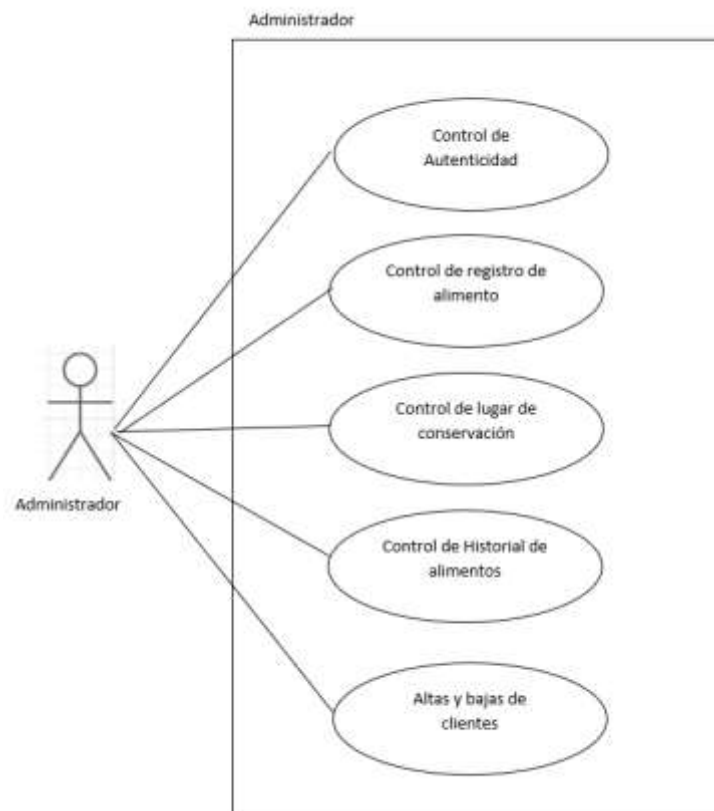 Administrador
Control de
Autenticidad
Control de registro de
alimento
Control de lugar de
conservación
Administrador
Control de Historial de
alimentos
Altas y bajas de
clientes